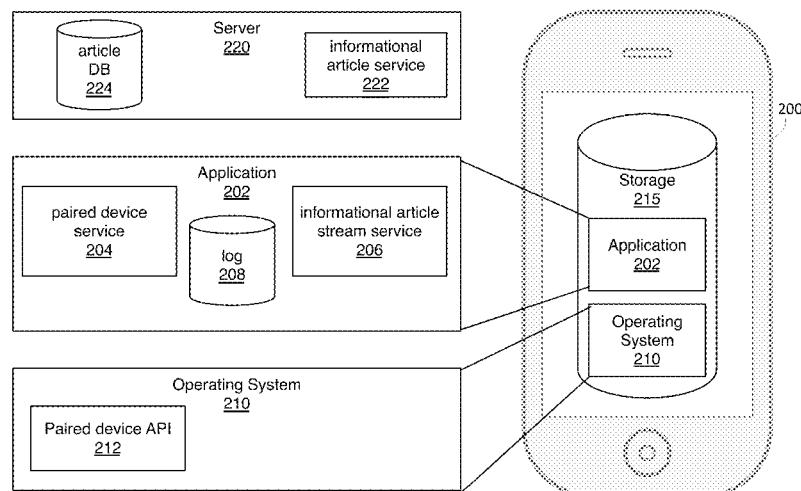 Server
220
article
DB
224
informational
article service
222
200
Application
202
paired device
service
204
log
208
informational article
stream service
206
Storage
215
Application
202
Operating
System
210
Operating System
210
Paired device API
212